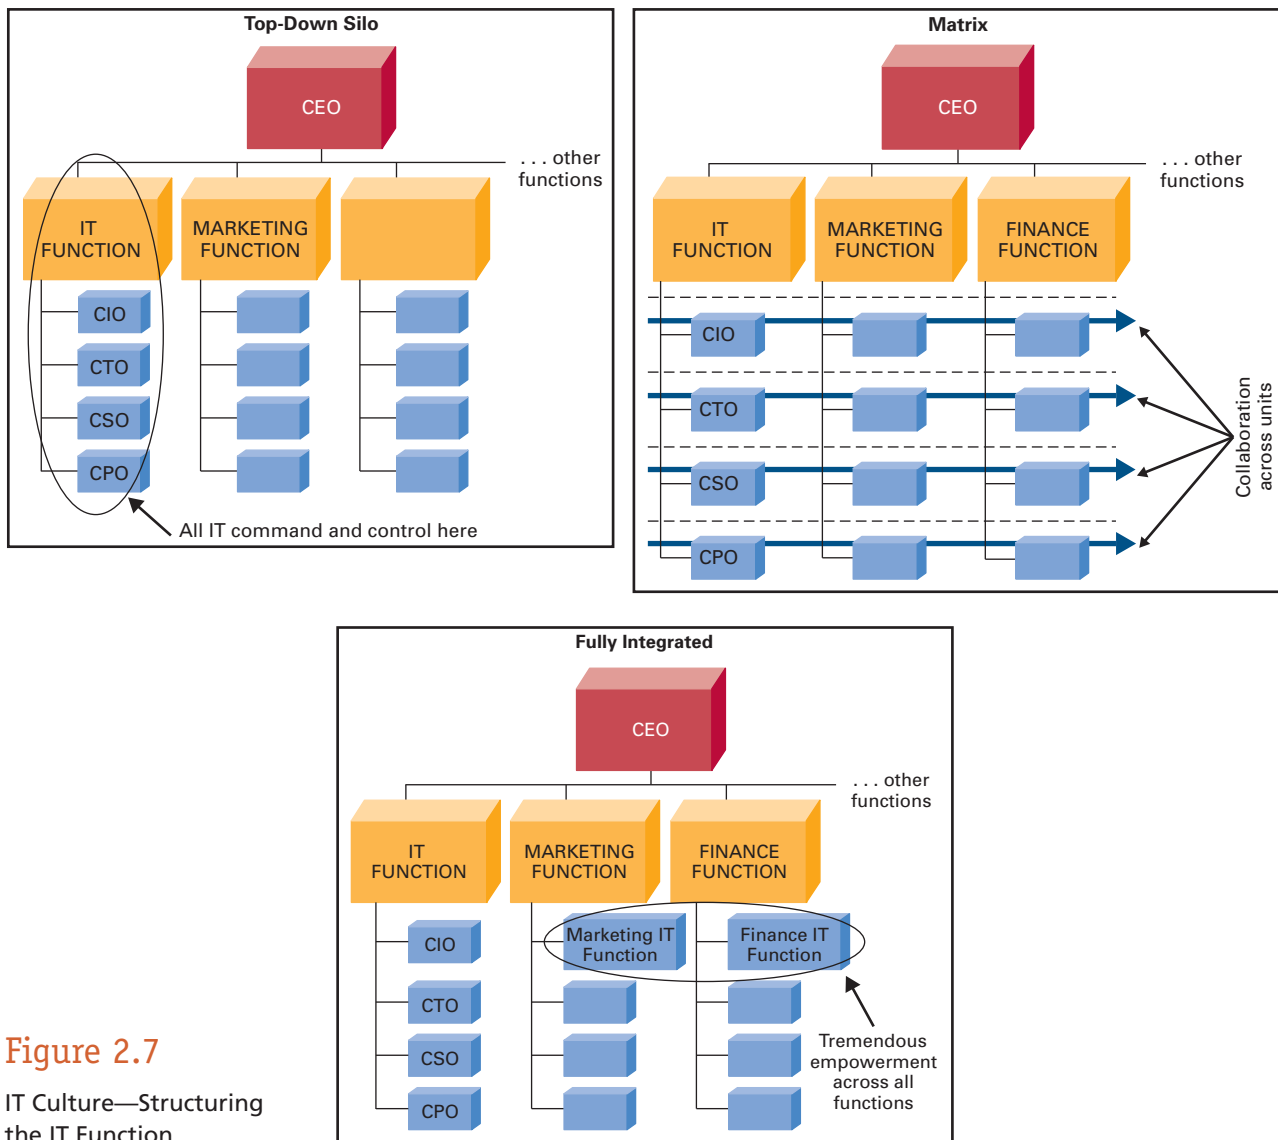 Top-Down Silo
CEO
. . . other
functions
IT
FUNCTION
MARKETING
FUNCTION
CIO
CTO
CSO
CPO
All IT command and control here
Matrix
CEO
. . . other
functions
IT
FUNCTION
MARKETING
FUNCTION
FINANCE
FUNCTION
CIO
CTO
CSO
CPO
Collaboration
across units
Fully Integrated
CEO
. . . other
functions
IT
FUNCTION
MARKETING
FUNCTION
FINANCE
FUNCTION
CIO
CTO
CSO
CPO
Marketing IT
Function
Finance IT
Function
Tremendous
empowerment
across all
functions
Figure 2.7
IT Culture—Structuring
the IT Function